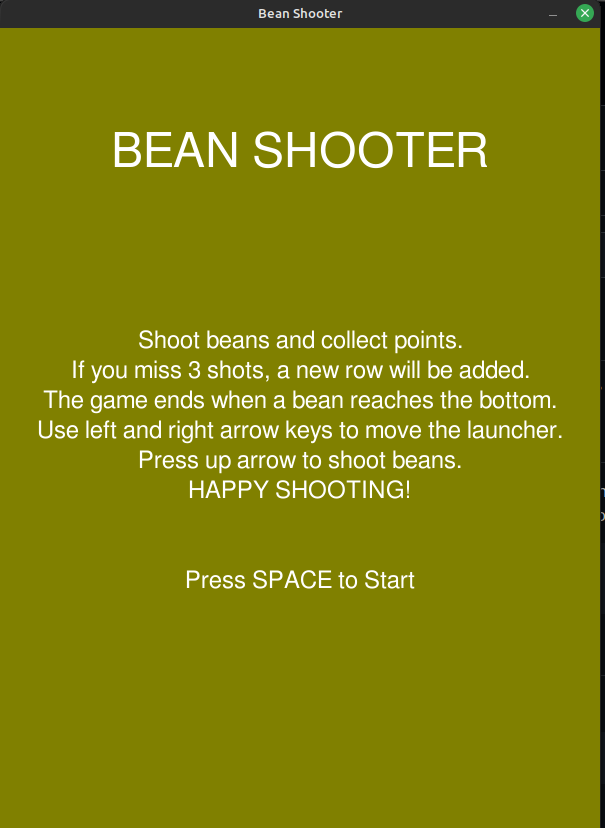 Bean Shooter
BEAN SHOOTER
Shoot beans and collect points.
If you miss 3 shots, a new row will be added.
The game ends when a bean reaches the bottom.
Use left and right arrow keys to move the launcher.
Press up arrow to shoot beans.
HAPPY SHOOTING!
Press SPACE to Start